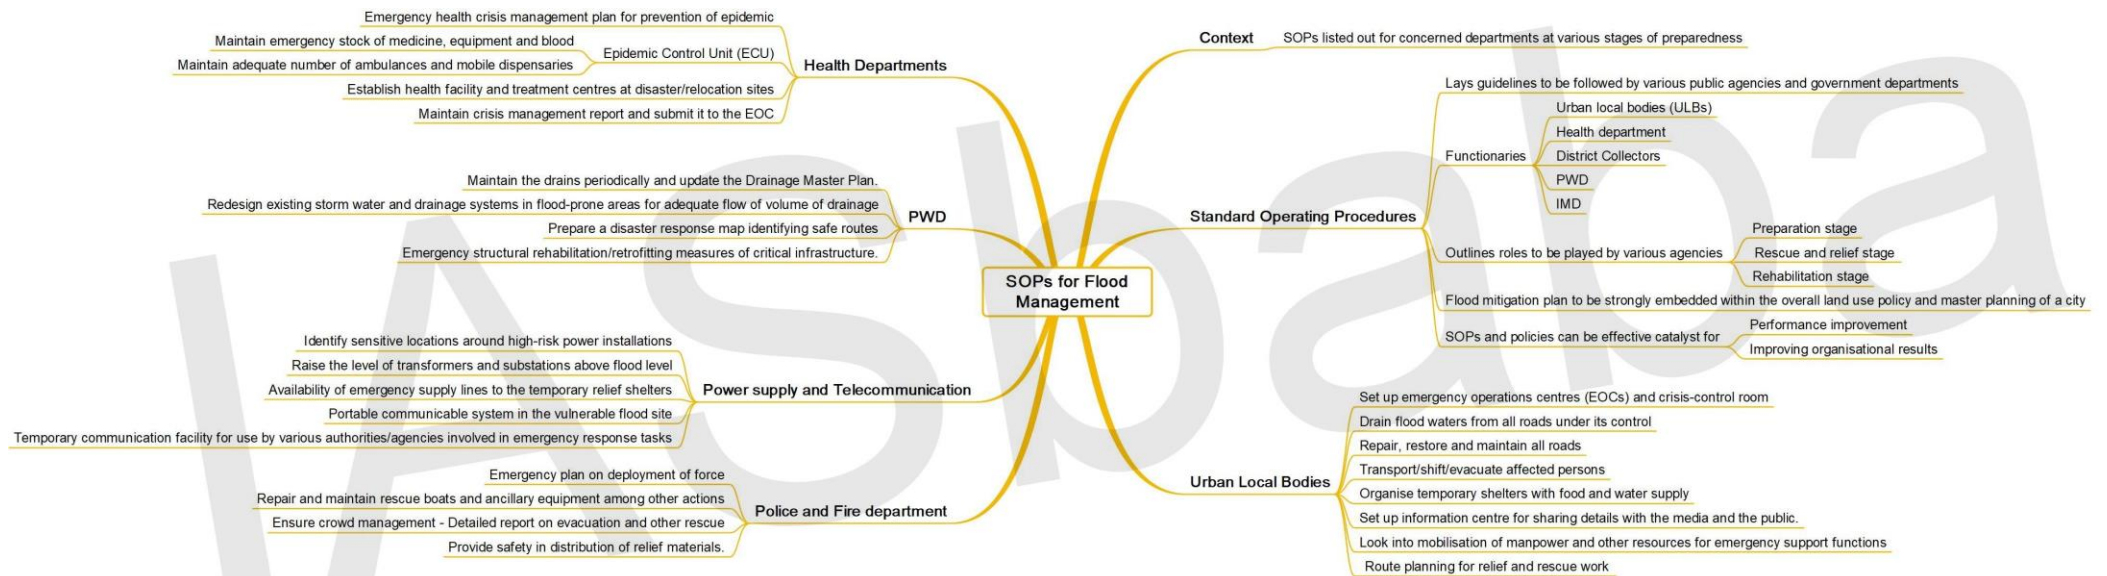 SOPs for Flood
Management
Context
SOPs listed out for concerned departments at various stages of preparedness
Standard Operating Procedures
Lays guidelines to be followed by various public agencies and government departments
Functionaries
Urban local bodies (ULBs)
Health department
District Collectors
PWD
IMD
Outlines roles to be played by various agencies
Preparation stage
Rescue and relief stage
Rehabilitation stage
Flood mitigation plan to be strongly embedded within the overall land use policy and master planning of a city
SOPs and policies can be effective catalyst for
Performance improvement
Improving organisational results
Urban Local Bodies
Set up emergency operations centres (EOCs) and crisis-control room
Drain flood waters from all roads under its control
Repair, restore and maintain all roads
Transport/shift/evacuate affected persons
Organise temporary shelters with food and water supply
Set up information centre for sharing details with the media and the public.
Look into mobilisation of manpower and other resources for emergency support functions
Route planning for relief and rescue work
Health Departments
Emergency health crisis management plan for prevention of epidemic
Epidemic Control Unit (ECU)
Maintain emergency stock of medicine, equipment and blood
Maintain adequate number of ambulances and mobile dispensaries
Establish health facility and treatment centres at disaster/relocation sites
Maintain crisis management report and submit it to the EOC
PWD
Maintain the drains periodically and update the Drainage Master Plan.
Redesign existing storm water and drainage systems in flood-prone areas for adequate flow of volume of drainage
Prepare a disaster response map identifying safe routes
Emergency structural rehabilitation/retrofitting measures of critical infrastructure.
Power supply and Telecommunication
Identify sensitive locations around high-risk power installations
Raise the level of transformers and substations above flood level
Availability of emergency supply lines to the temporary relief shelters
Portable communicable system in the vulnerable flood site
Temporary communication facility for use by various authorities/agencies involved in emergency response tasks
Police and Fire department
Emergency plan on deployment of force
Repair and maintain rescue boats and ancillary equipment among other actions
Ensure crowd management - Detailed report on evacuation and other rescue
Provide safety in distribution of relief materials.
IASbaba